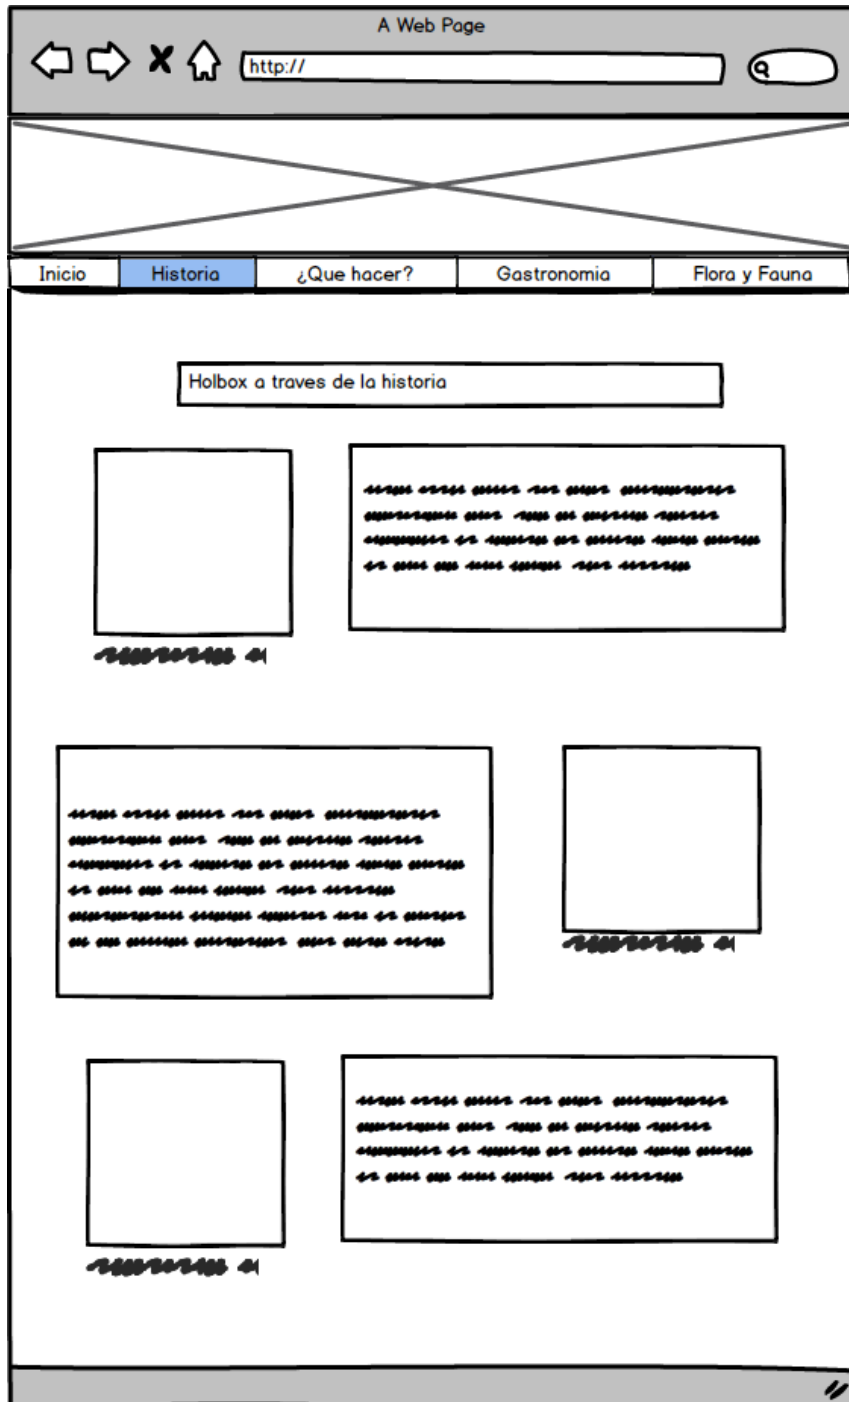 A Web Page
http://
Inicio Historia ¿Que hacer? Gastronomia Flora y Fauna
Holbox a traves de la historia